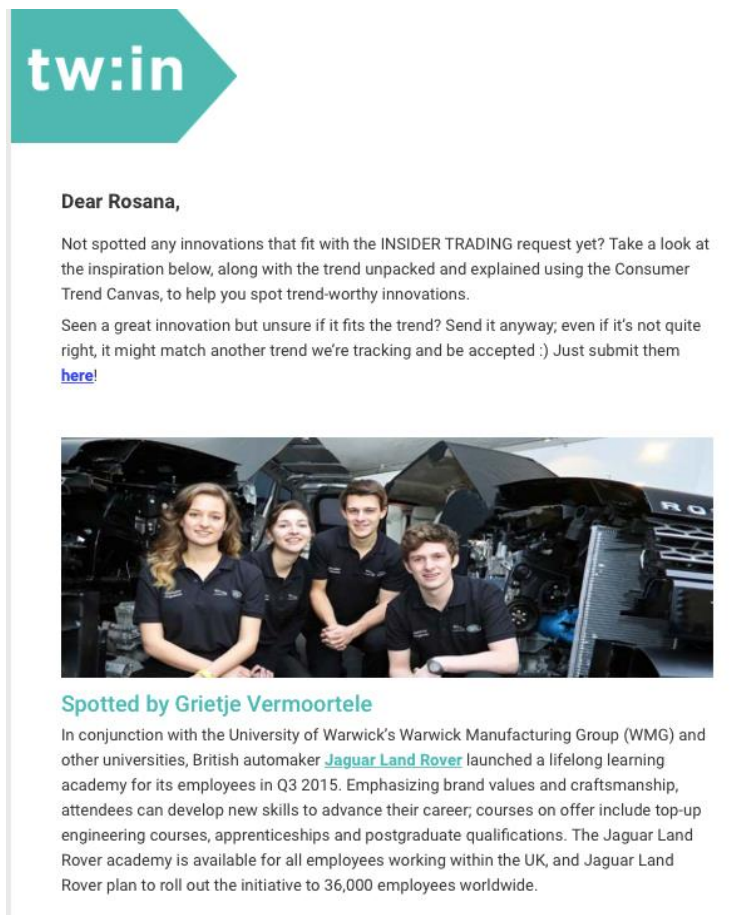 tw:in
Dear Rosana,
Not spotted any innovations that fit with the INSIDER TRADING request yet? Take a look at
the inspiration below, along with the trend unpacked and explained using the Consumer
Trend Canvas, to help you spot trend-worthy innovations.
Seen a great innovation but unsure if it fits the trend? Send it anyway; even if it's not quite
right, it might match another trend we're tracking and be accepted :) Just submit them
here!
Spotted by Grietje Vermoortele
In conjunction with the University of Warwick's Warwick Manufacturing Group (WMG) and
other universities, British automaker Jaguar Land Rover launched a lifelong learning
academy for its employees in Q3 2015. Emphasizing brand values and craftsmanship,
attendees can develop new skills to advance their career; courses on offer include top-up
engineering courses, apprenticeships and postgraduate qualifications. The Jaguar Land
Rover academy is available for all employees working within the UK, and Jaguar Land
Rover plan to roll out the initiative to 36,000 employees worldwide.